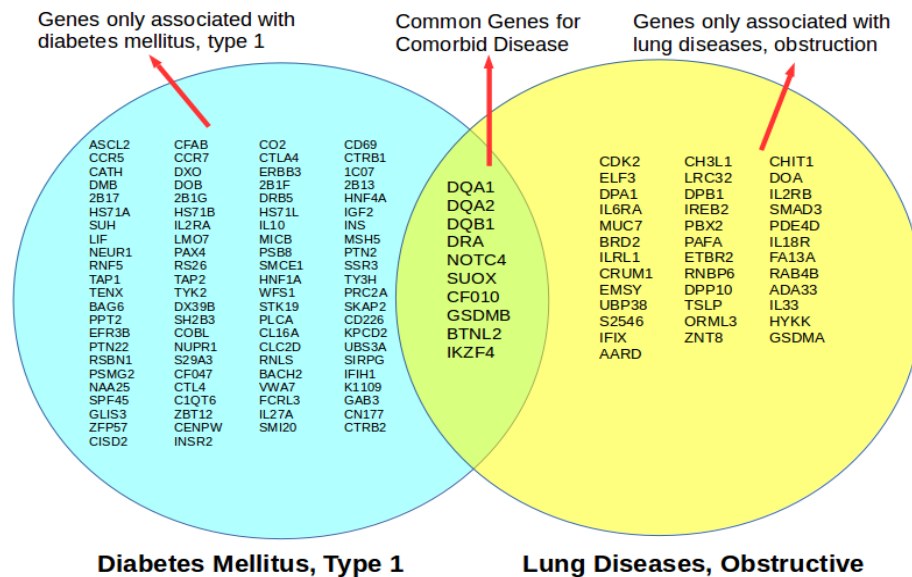 Genes only associated with
diabetes mellitus, type 1
Common Genes for
Comorbid Disease
Genes only associated with
lung diseases, obstruction
ASCL2 CFAB CO2 CD69
CCR5 CCR7 CTLA4 CTRB1
CATH DXO ERBB3 1C07
DMB DOB 2B1F 2B13
2B17 2B1G DRB5 HNF4A
HS71A HS71B HS71L IGF2
SUH IL2RA IL10 INS
LIF LMO7 MICB MSH5
NEUR1 PAX4 PSB8 PTN2
RNF5 RS26 SMCE1 SSR3
TAP1 TAP2 HNF1A TY3H
TENX TYK2 WFS1 PRC2A
BAG6 DX39B STK19 SKAP2
PPT2 SH2B3 PLCA CD226
EFR3B COBL CL16A KPCD2
PTN22 NUPR1 CLC2D UBS3A
RSBN1 S29A3 RNLS SIRPG
PSMG2 CF047 BACH2 IFIH1
NAA25 CTL4 VWA7 K1109
SPF45 C1QT6 FCRL3 GAB3
GLIS3 ZBT12 IL27A CN177
ZFP57 CENPW SMI20 CTRB2
CISD2 INSR2
DQA1
DQA2
DQB1
DRA
NOTC4
SUOX
CF010
GSDMB
BTNL2
IKZF4
CDK2 CH3L1 CHIT1
ELF3 LRC32 DOA
DPA1 DPB1 IL2RB
IL6RA IREB2 SMAD3
MUC7 PBX2 PDE4D
BRD2 PAFA IL18R
ILRL1 ETBR2 FA13A
CRUM1 RNBP6 RAB4B
EMSY DPP10 ADA33
UBP38 TSLP IL33
S2546 ORML3 HYKK
IFIX ZNT8 GSDMA
AARD
Diabetes Mellitus, Type 1
Lung Diseases, Obstructive